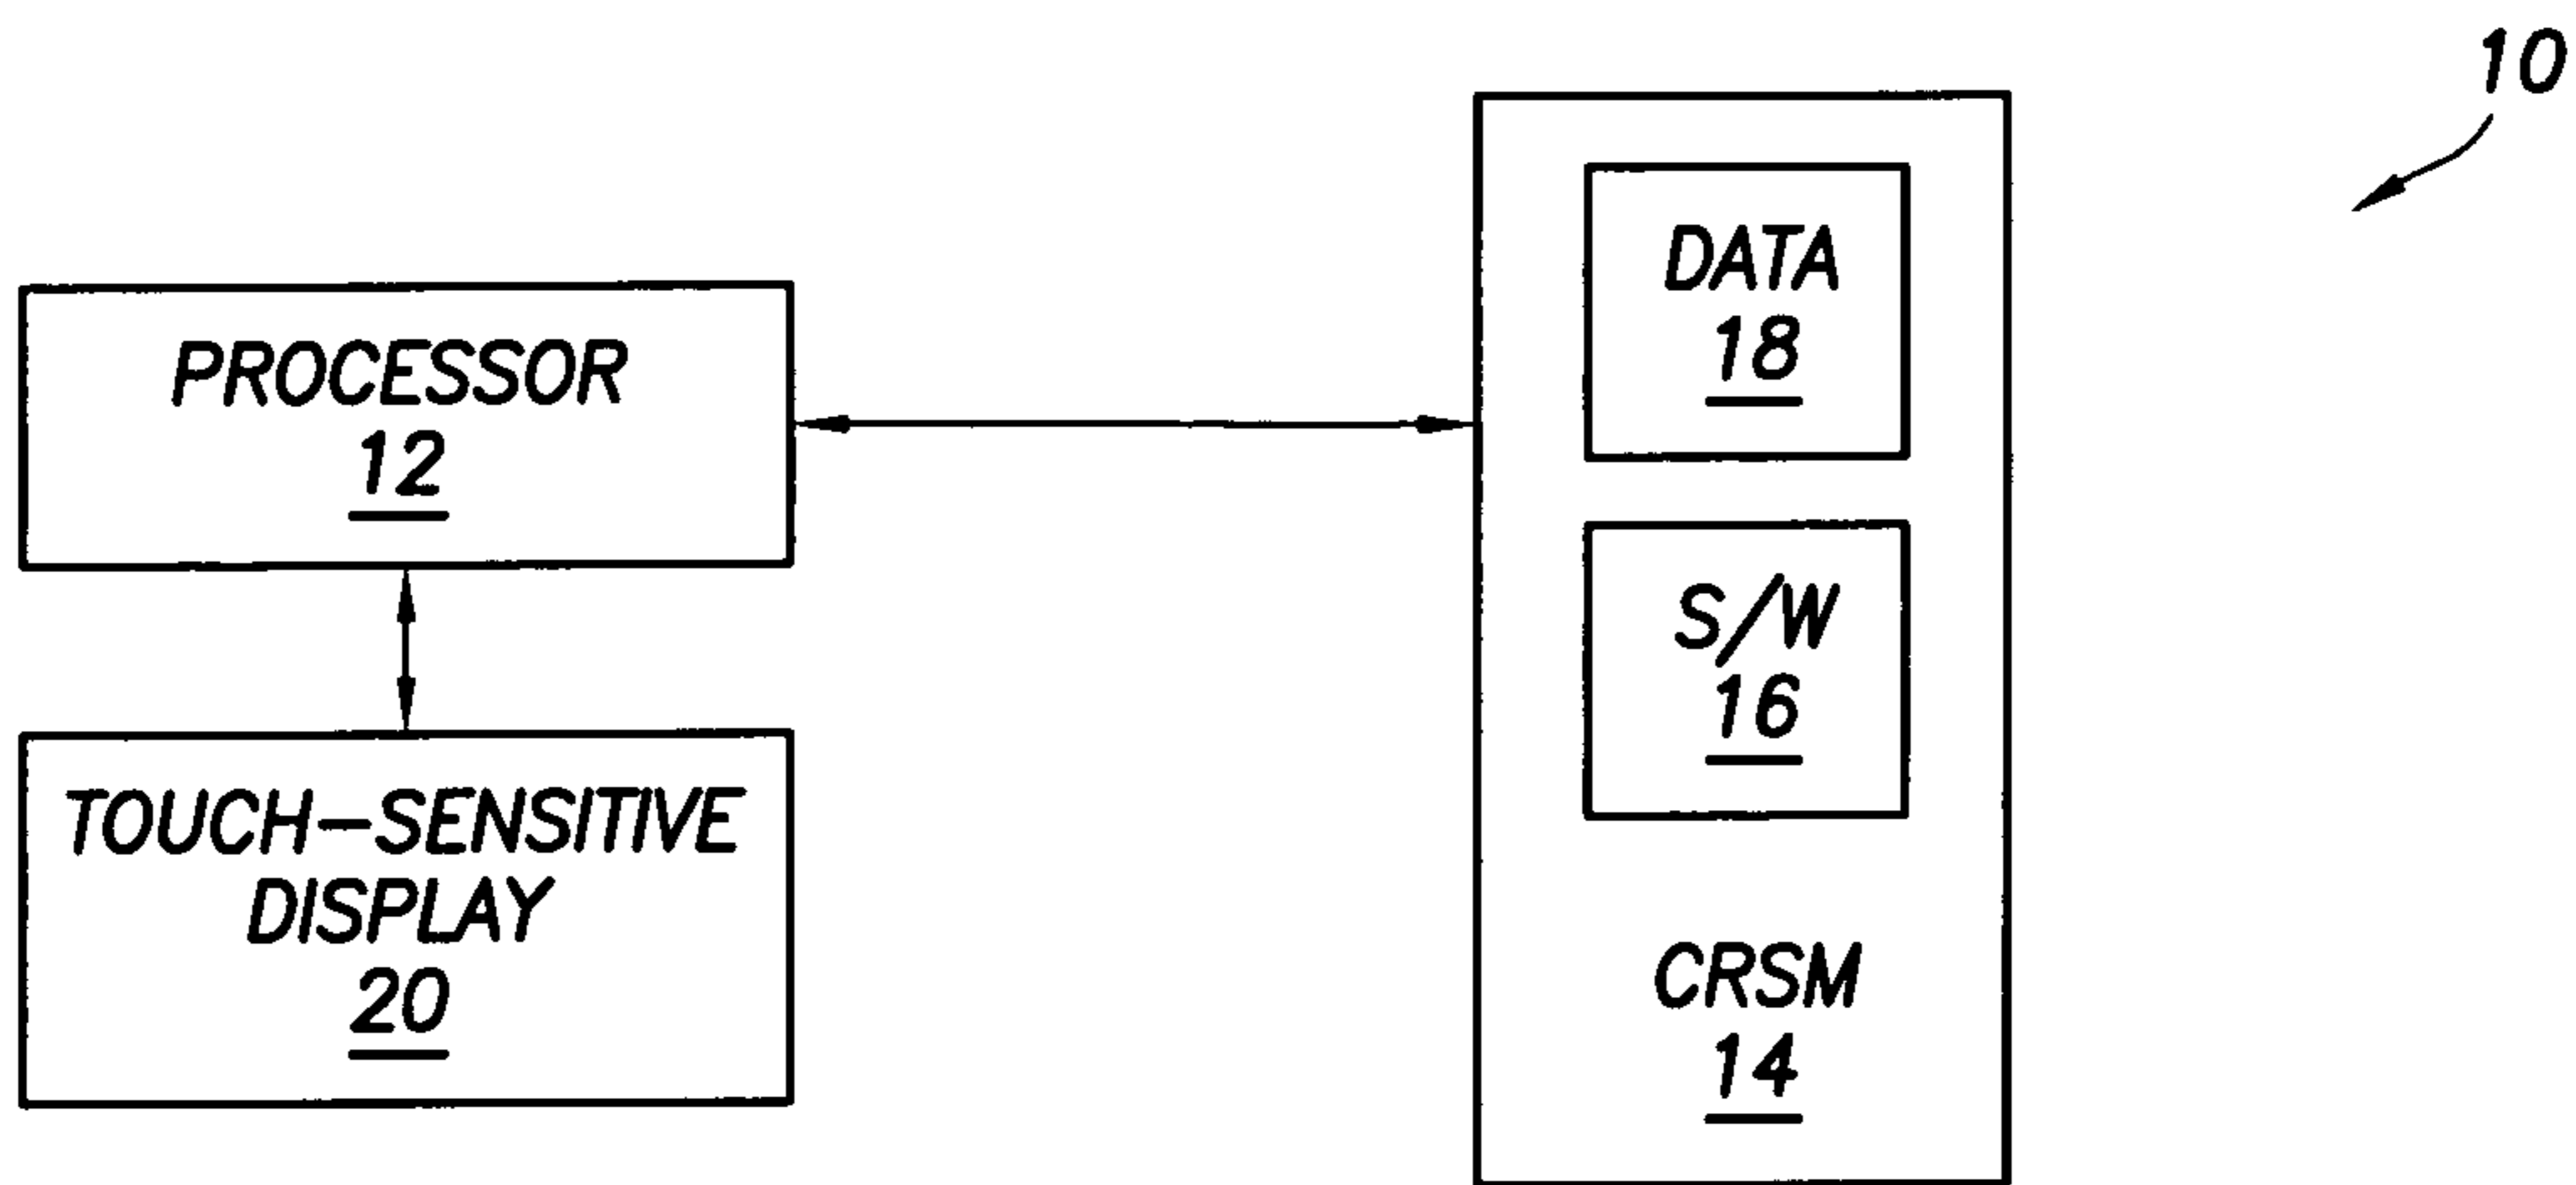 10
PROCESSOR
12
TOUCH-SENSITIVE
DISPLAY
20
DATA
18
S/W
16
CRSM
14